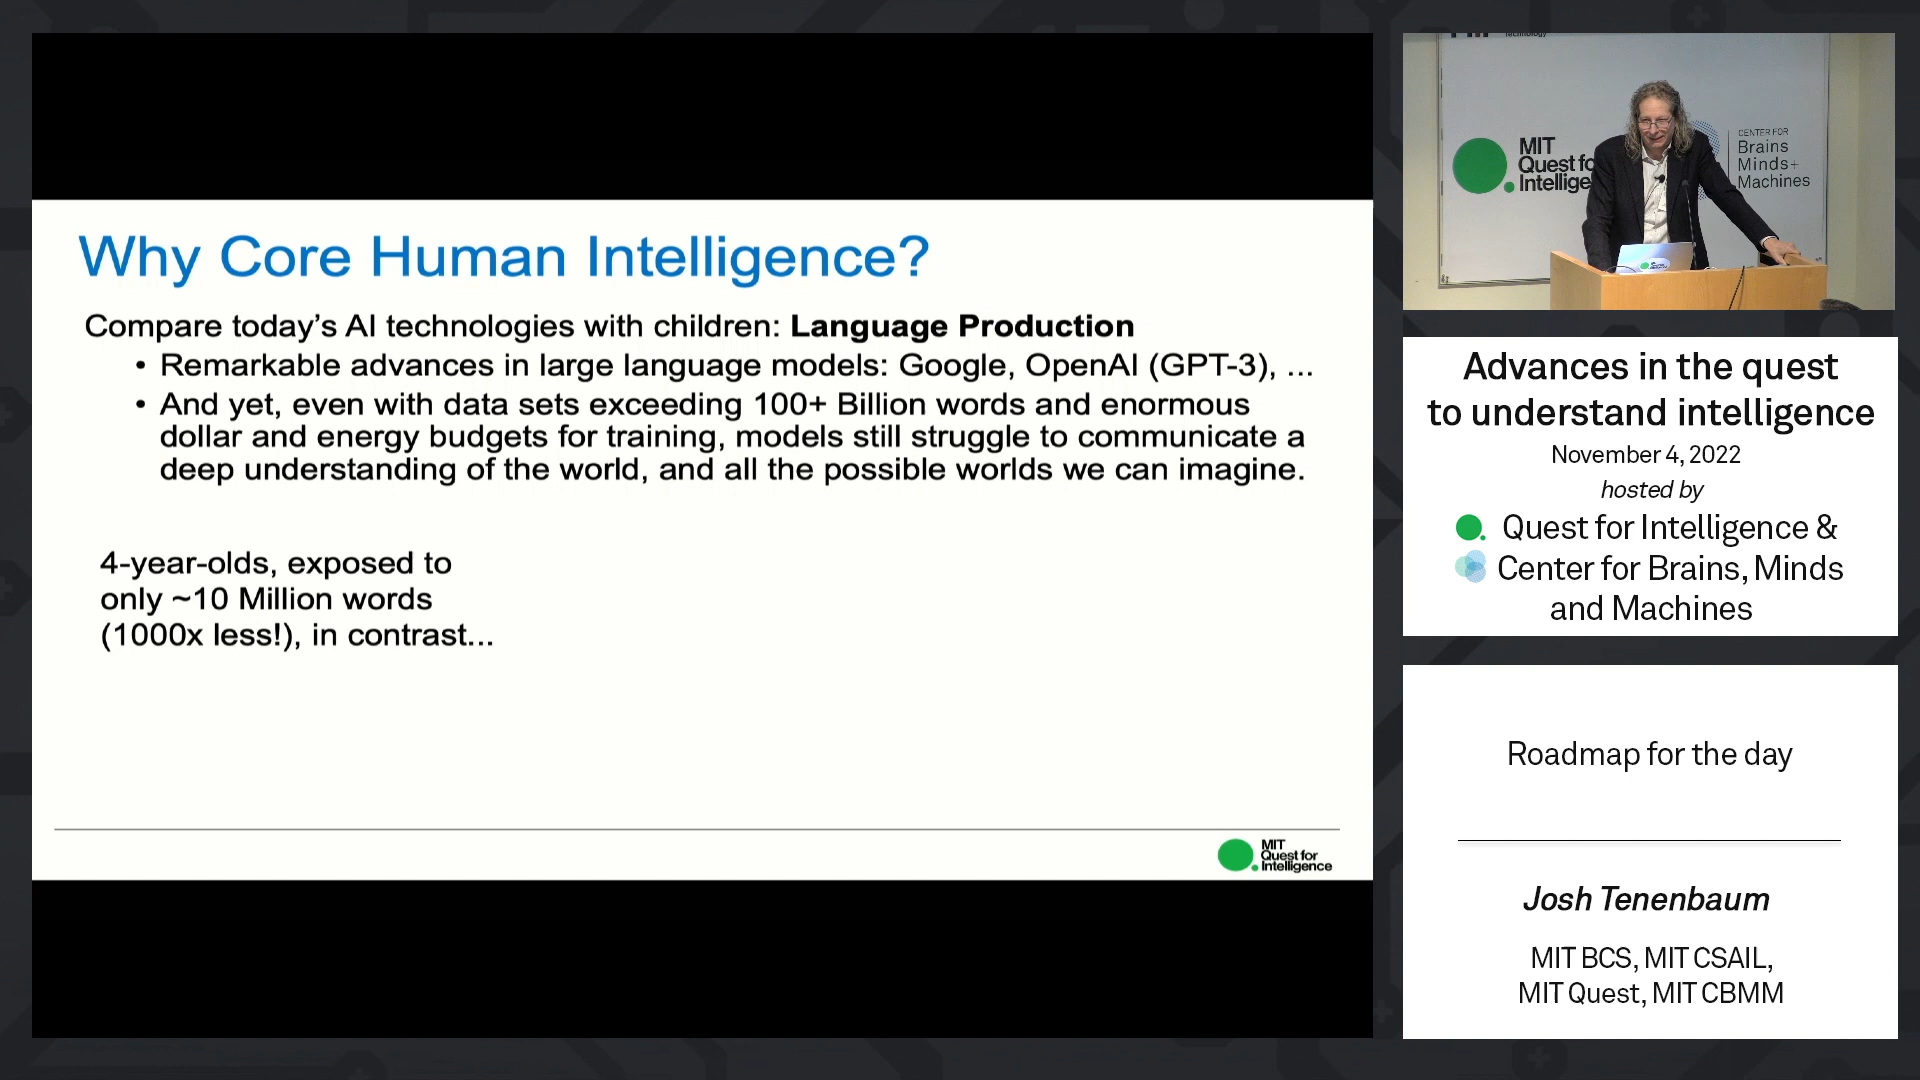 Why Core Human Intelligence?
Compare today's AI technologies with children: Language Production
• Remarkable advances in large language models: Google, OpenAI (GPT-3), ...
• And yet, even with data sets exceeding 100+ Billion words and enormous
dollar and energy budgets for training, models still struggle to communicate a
deep understanding of the world, and all the possible worlds we can imagine.
4-year-olds, exposed to
only ~10 Million words
(1000x less!), in contrast...
MIT
Quest for
Intelligence
MIT
Quest fo
Intellige
CENTER FOR
Brains
Minds+
Machines
Advances in the quest
to understand intelligence
November 4, 2022
hosted by
Quest for Intelligence &
Center for Brains, Minds
and Machines
Roadmap for the day
Josh Tenenbaum
MIT BCS, MIT CSAIL,
MIT Quest, MIT CBMM